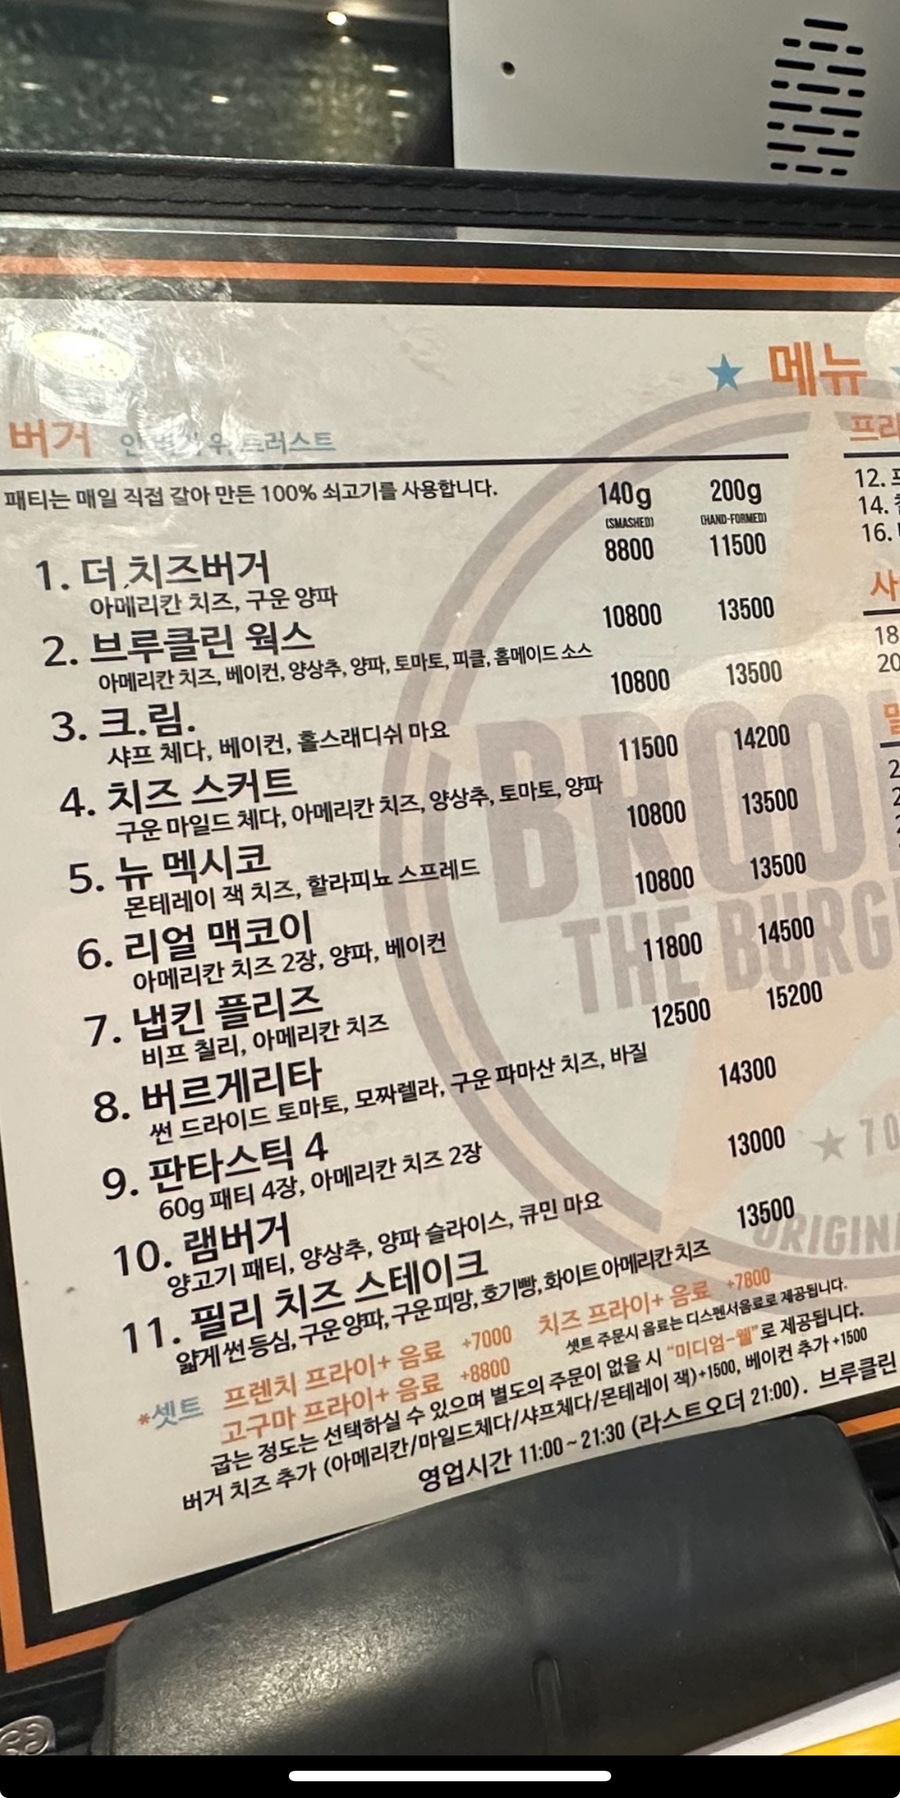 ★ 메뉴
버거
트러스트
패티는 매일 직접 갈아 만든 100% 쇠고기를 사용합니다.
140g 200g
(SMASHED) (HAND-FORMED)
1. 더 치즈버거 8800 11500
아메리칸 치즈, 구운 양파
2. 브루클린 웍스 10800 13500
아메리칸 치즈, 베이컨, 양상추, 양파, 토마토, 피클, 홈메이드 소스
3. 크.림. 10800 13500
샤프 체다, 베이컨, 홀스래디쉬 마요
4. 치즈 스커트 11500 14200
구운 마일드 체다, 아메리칸 치즈, 양상추, 토마토, 양파
5. 뉴 멕시코 10800 13500
몬테레이 잭 치즈, 할라피뇨 스프레드
6. 리얼 맥코이 10800 13500
아메리칸 치즈 2장, 양파, 베이컨
7. 냅킨 플리즈 11800 14500
비프 칠리, 아메리칸 치즈
8. 버르게리타 12500 15200
썬 드라이드 토마토, 모짜렐라, 구운 파마산 치즈, 바질
9. 판타스틱 4 14300
60g 패티 4장, 아메리칸 치즈 2장
10. 램버거 13000
양고기 패티, 양상추, 양파 슬라이스, 큐민 마요
11. 필리 치즈 스테이크 13500
얇게 썬 등심, 구운 양파, 구운 피망, 호기빵, 화이트 아메리칸 치즈
*셋트 프렌치 프라이+ 음료 +7000 치즈 프라이+ 음료 +7800
고구마 프라이+ 음료 +8800 셋트 주문시 음료는 디스펜서음료로 제공됩니다.
굽는 정도는 선택하실 수 있으며 별도의 주문이 없을 시 "미디엄-웰"로 제공됩니다.
버거 치즈 추가 (아메리칸/마일드체다/샤프체다/몬테레이 잭)+1500, 베이컨 추가 +1500
영업시간 11:00~21:30 (라스트오더 21:00). 브루클린
프라
12.
14.
16.
사
18
20
BROO
THE BURG
★ 70
ORIGIN